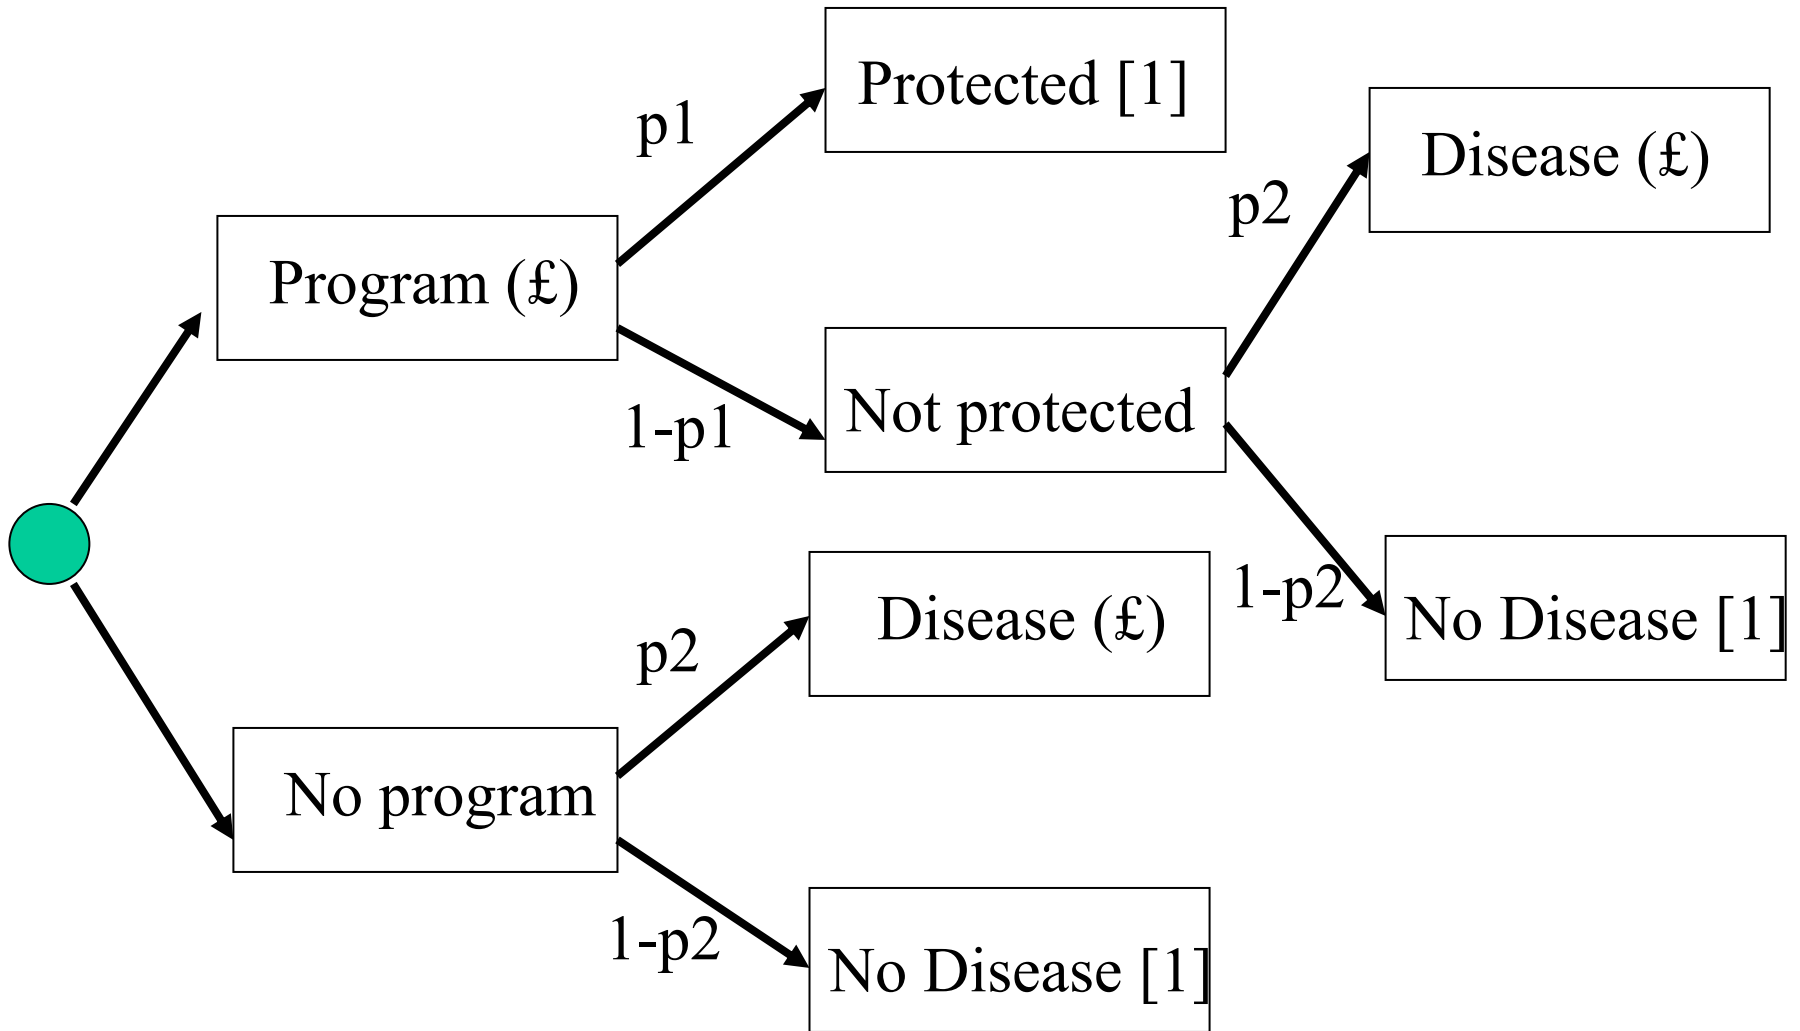 Protected [1]
p1
Disease (£)
p2
Program (£)
Not protected
1-p1
1-p2
No Disease [1]
Disease (£)
p2
No program
1-p2
No Disease [1]